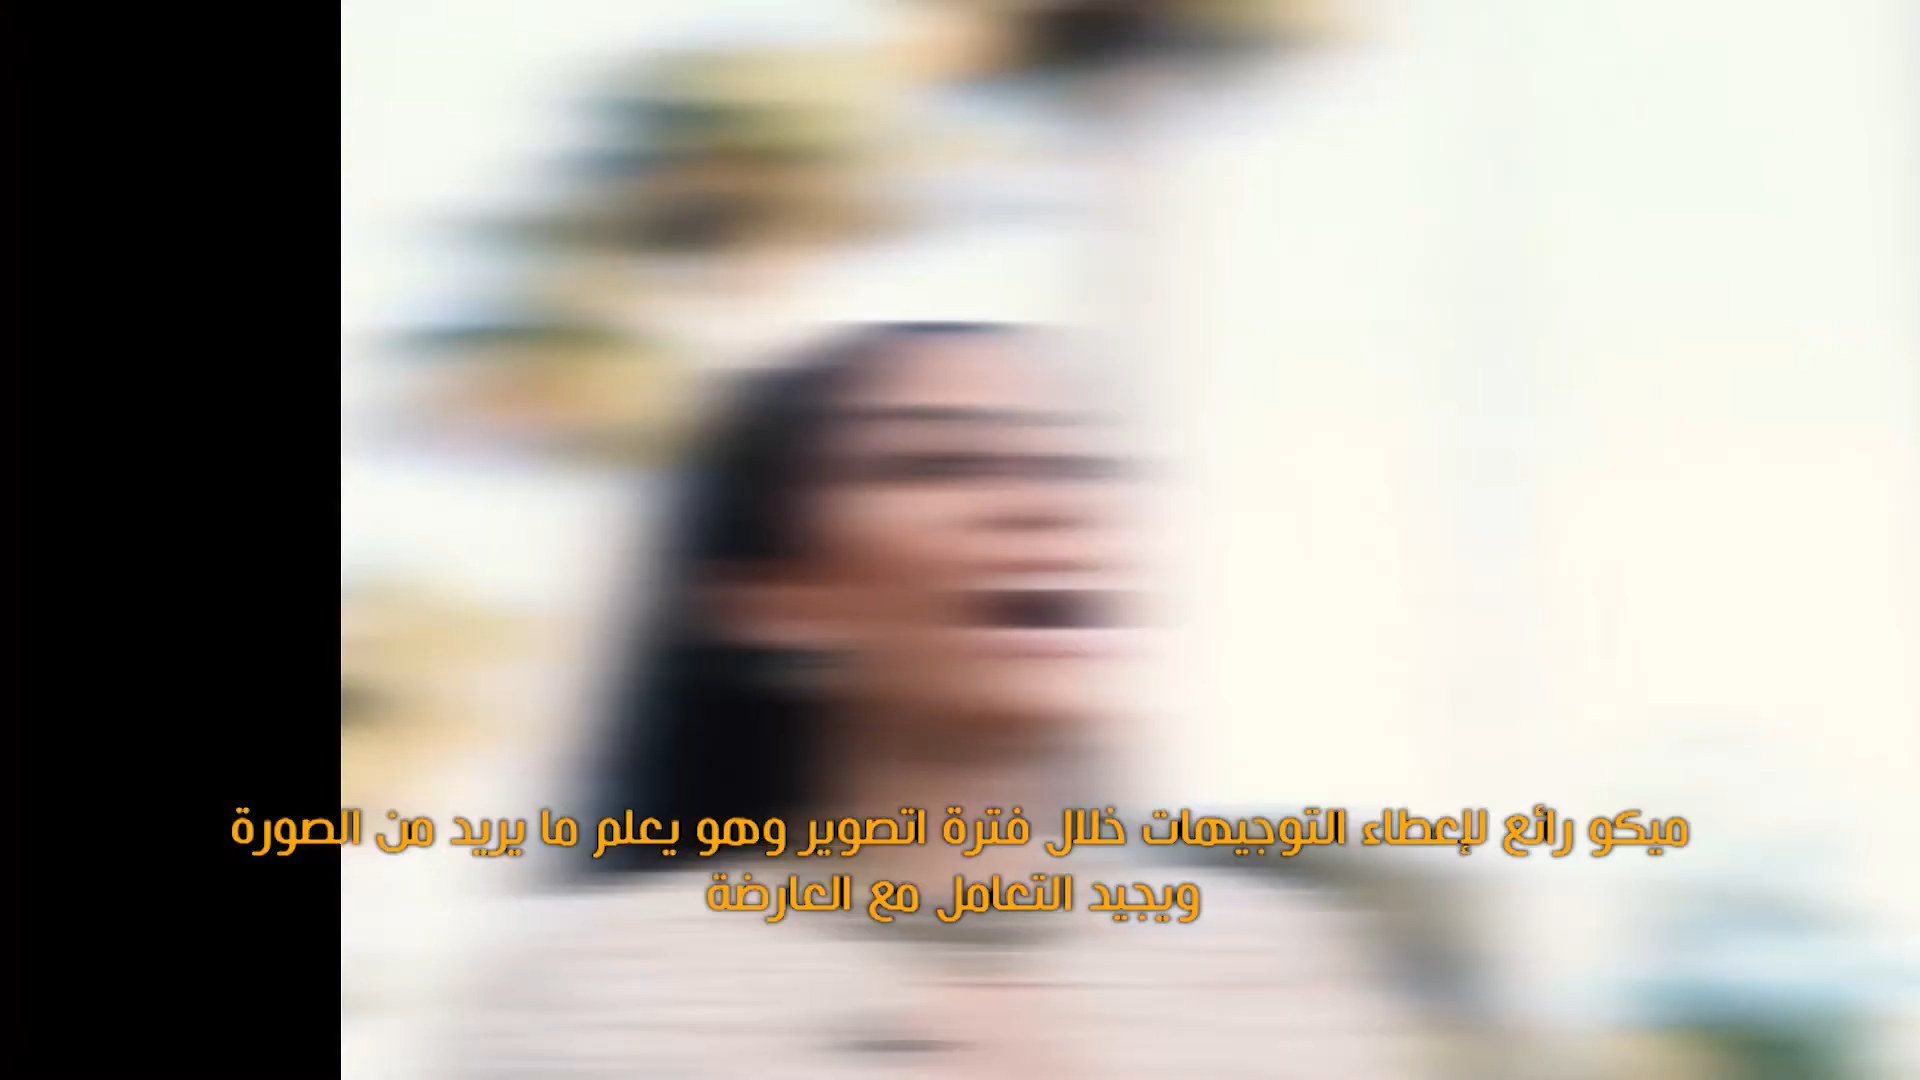 ميكو رائع لإعطاء التوجيهات خلال فترة اتصوير وهو يعلم ما يريد من الصورة
ويجيد التعامل مع العارضة